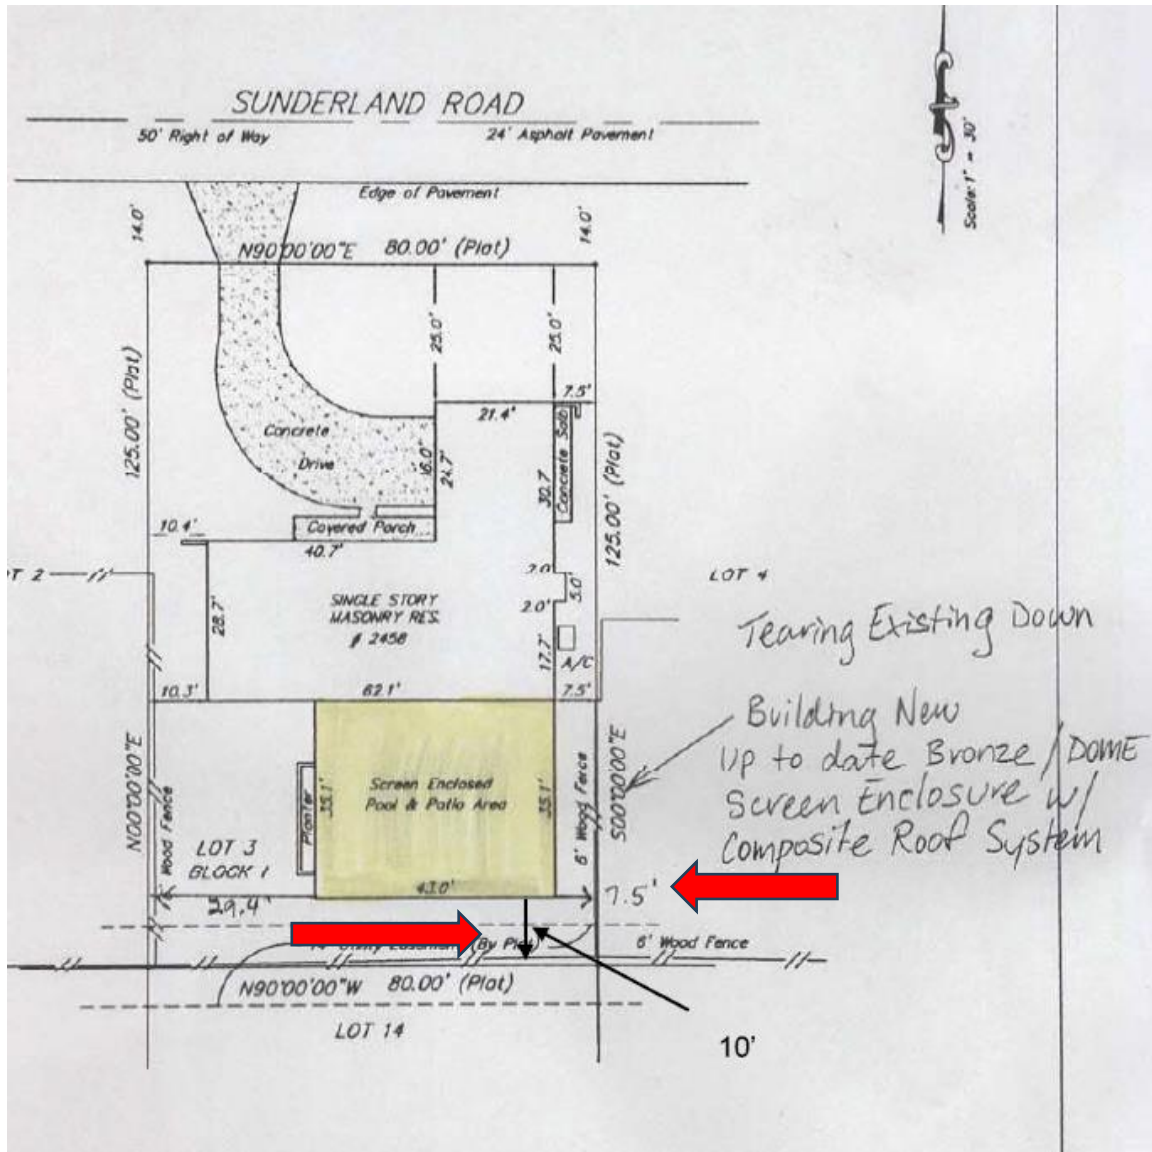 SUNDERLAND ROAD
50' Right of Way
24' Asphalt Pavement
Scale: 1" = 30'
Edge of Pavement
14.0'
14.0'
N90°00'00"E 80.00' (Plat)
125.00' (Plat)
25.0'
25.0'
7.5'
21.4'
Concrete
Drive
16.0'
24.7'
30.7
Concrete Slab
125.00' (Plat)
Covered Porch
10.4'
40.7'
T 2
2.0'
5.0'
2.0'
LOT 4
28.7'
SINGLE STORY
MASONRY RES.
# 2458
17.7'
A/C
Tearing Existing Down
10.3'
62.1'
7.5'
Building New
Up to date Bronze / DOME
Screen Enclosure w/
Composite Roof System
N00°00'00"E
Wood Fence
Planter
35.1'
Screen Enclosed
Pool & Patio Area
35.1'
6' Wood Fence
S00°00'00"E
LOT 3
BLOCK 1
43.0'
7.5'
29.4'
Utility Easement (By Plat)
6' Wood Fence
N90°00'00"W 80.00' (Plat)
LOT 14
10'